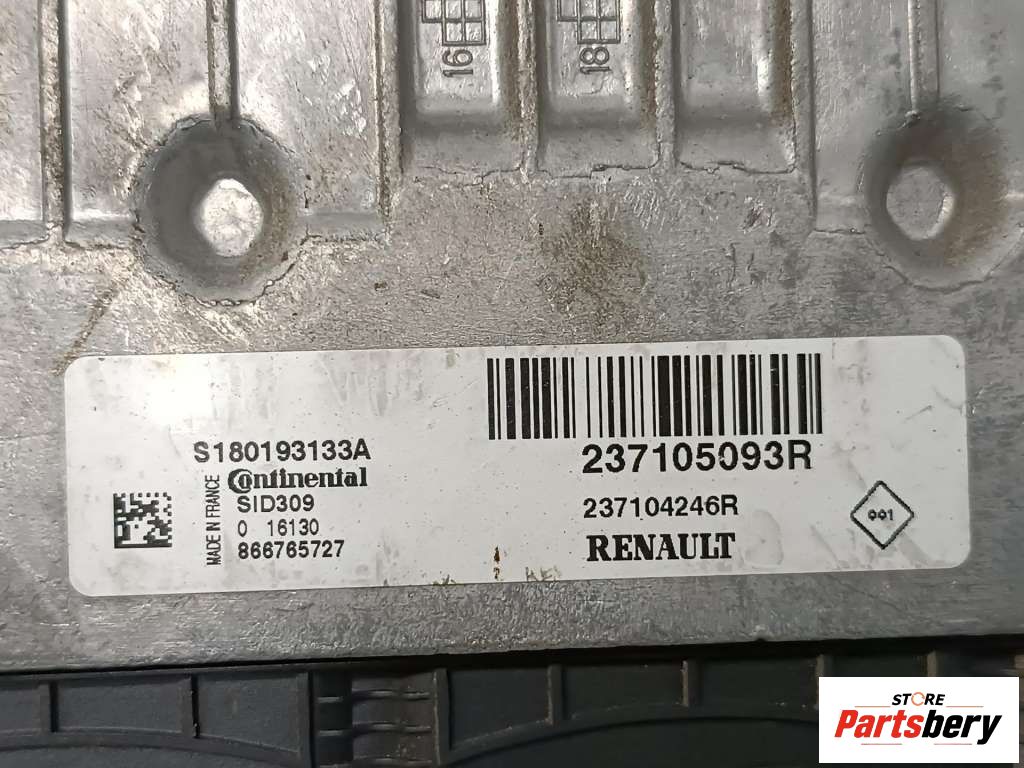 16
18
S180193133A
Continental
SID309
0 16130
866765727
MADE IN FRANCE
237105093R
237104246R
RENAULT
001
STORE
Partsbery